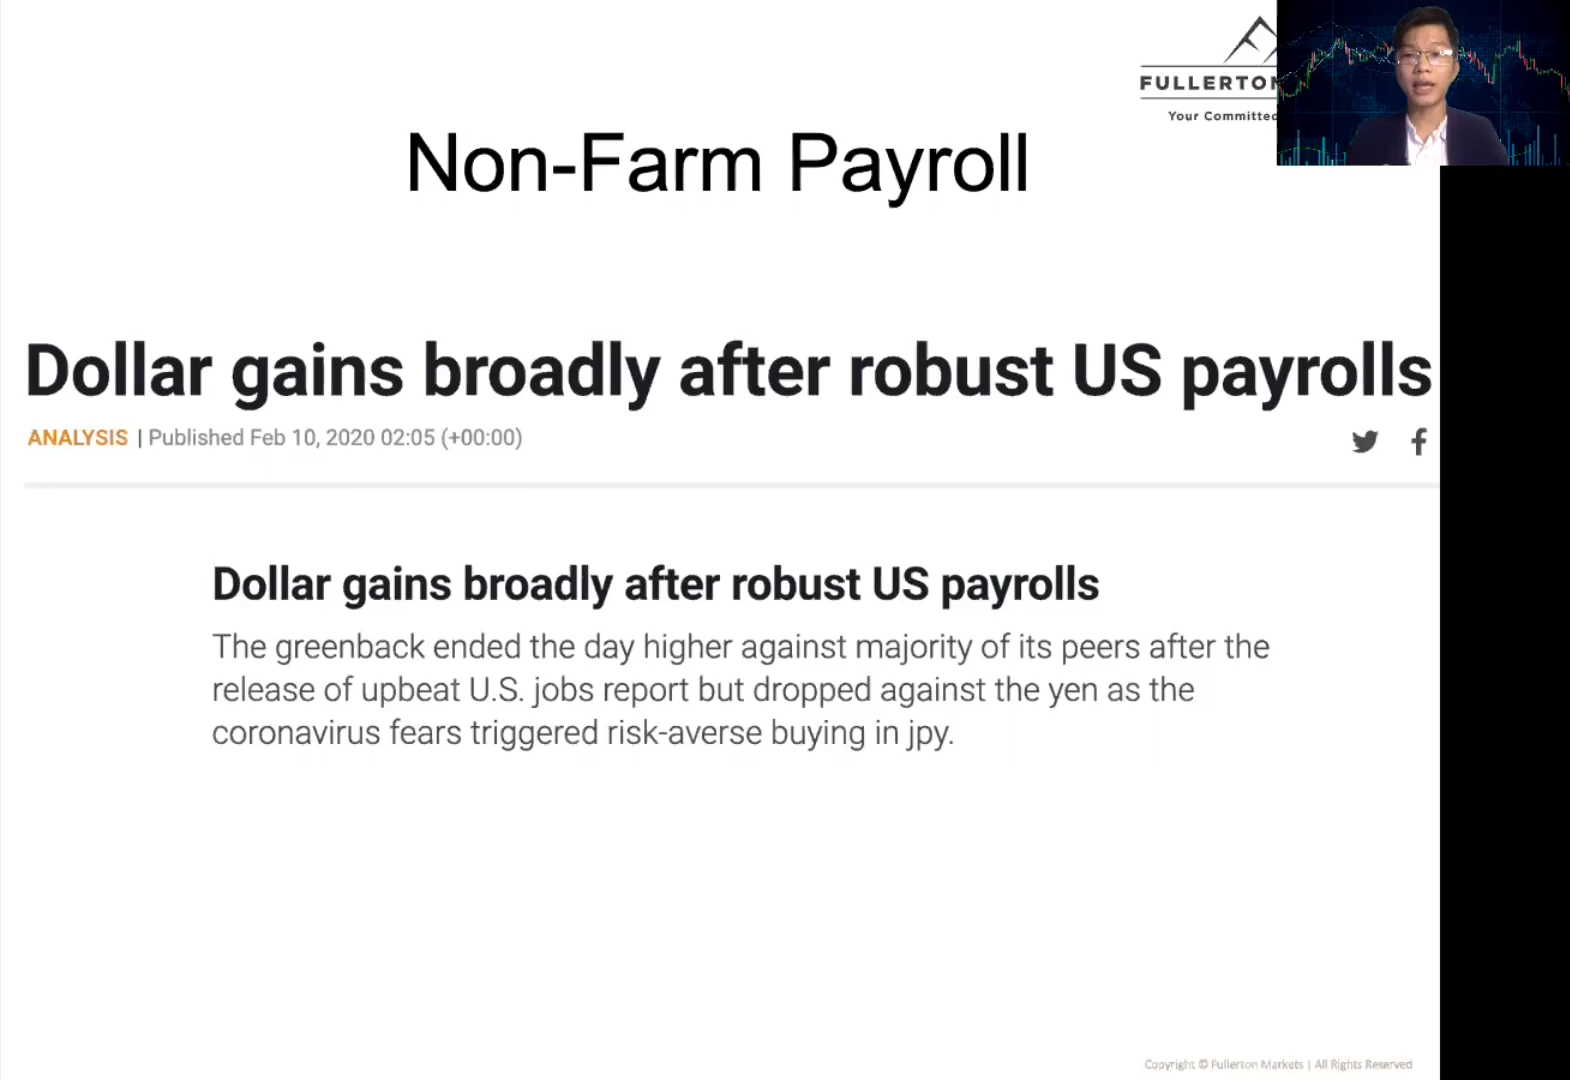 FULLERTON
Your Committed
Non-Farm Payroll
Dollar gains broadly after robust US payrolls
ANALYSIS | Published Feb 10, 2020 02:05 (+00:00)
Dollar gains broadly after robust US payrolls
The greenback ended the day higher against majority of its peers after the
release of upbeat U.S. jobs report but dropped against the yen as the
coronavirus fears triggered risk-averse buying in jpy.
Copyright © Fullerton Markets | All Rights Reserved